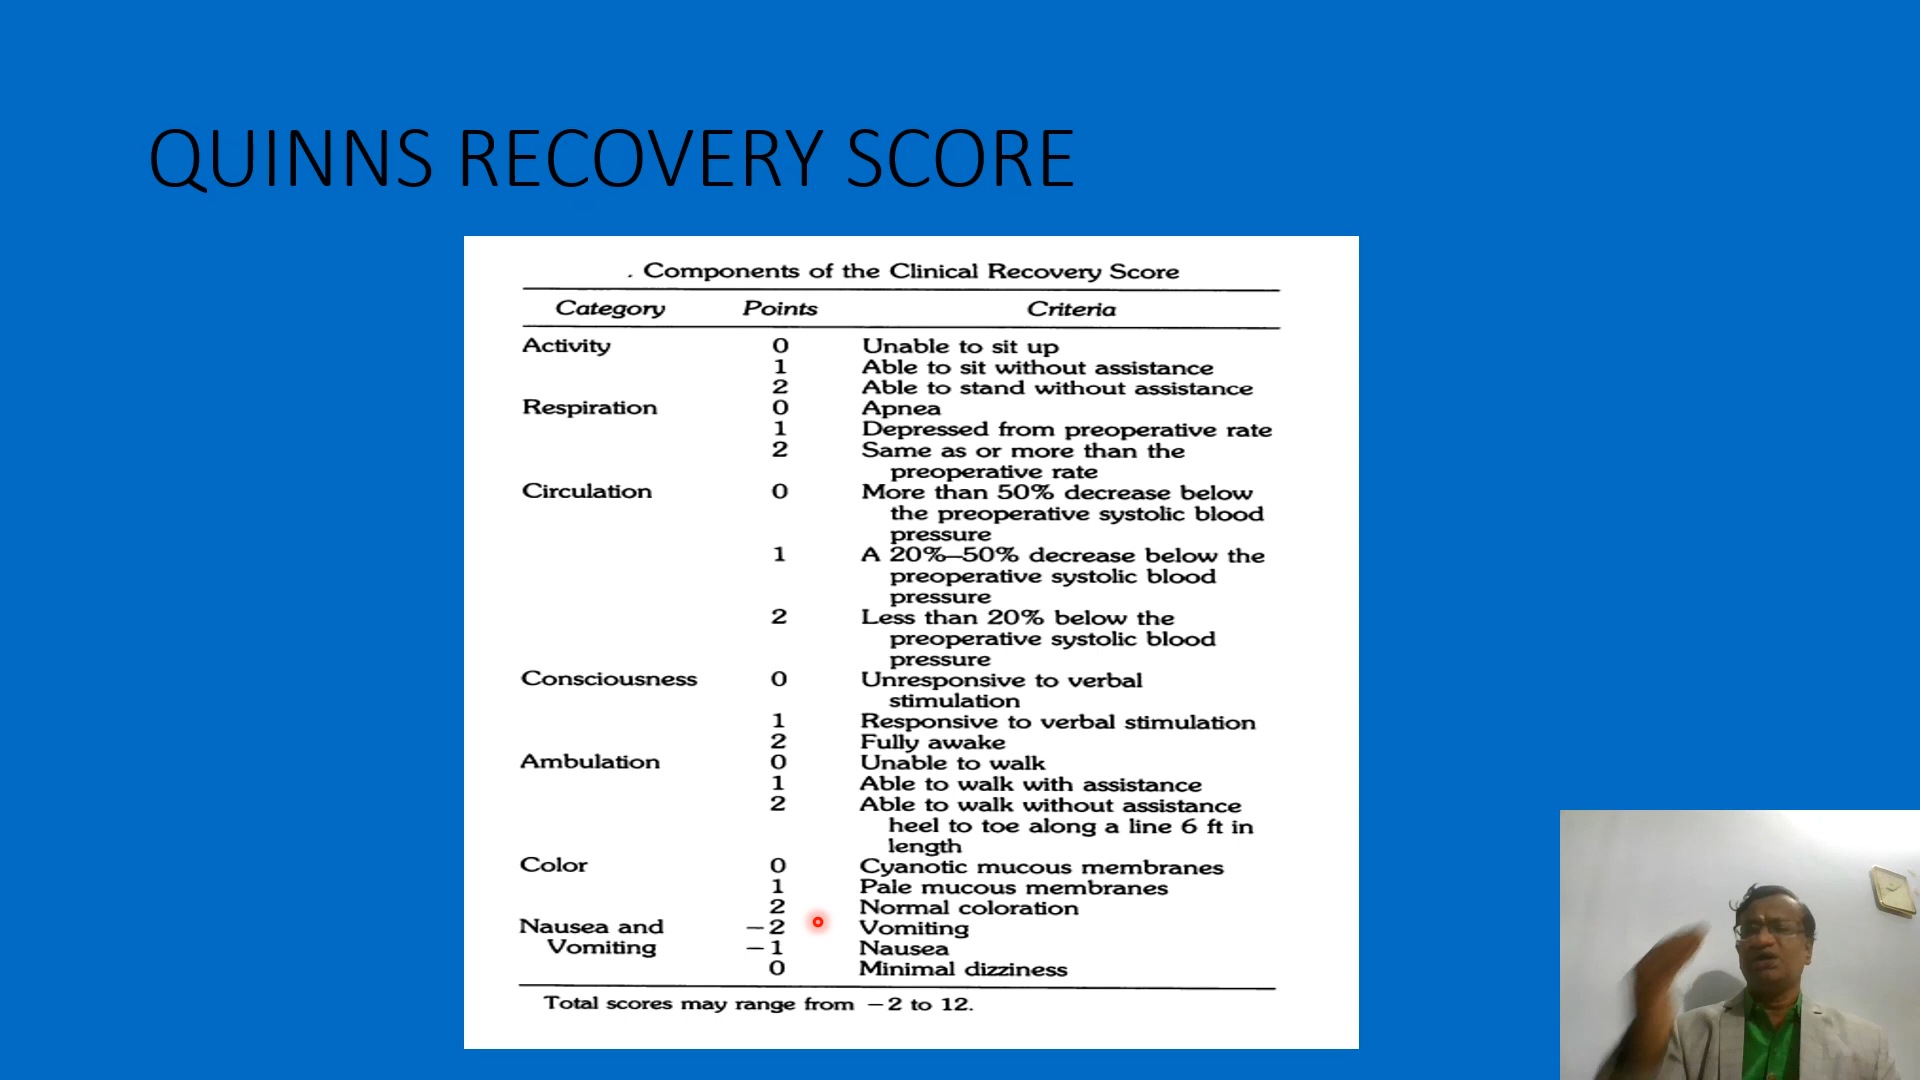 QUINNS RECOVERY SCORE
. Components of the Clinical Recovery Score
Category Points Criteria
Activity 0 Unable to sit up
1 Able to sit without assistance
2 Able to stand without assistance
Respiration 0 Apnea
1 Depressed from preoperative rate
2 Same as or more than the
preoperative rate
Circulation 0 More than 50% decrease below
the preoperative systolic blood
pressure
1 A 20%–50% decrease below the
preoperative systolic blood
pressure
2 Less than 20% below the
preoperative systolic blood
pressure
Consciousness 0 Unresponsive to verbal
stimulation
1 Responsive to verbal stimulation
2 Fully awake
Ambulation 0 Unable to walk
1 Able to walk with assistance
2 Able to walk without assistance
heel to toe along a line 6 ft in
length
Color 0 Cyanotic mucous membranes
1 Pale mucous membranes
2 Normal coloration
Nausea and −2 Vomiting
Vomiting −1 Nausea
0 Minimal dizziness
Total scores may range from −2 to 12.